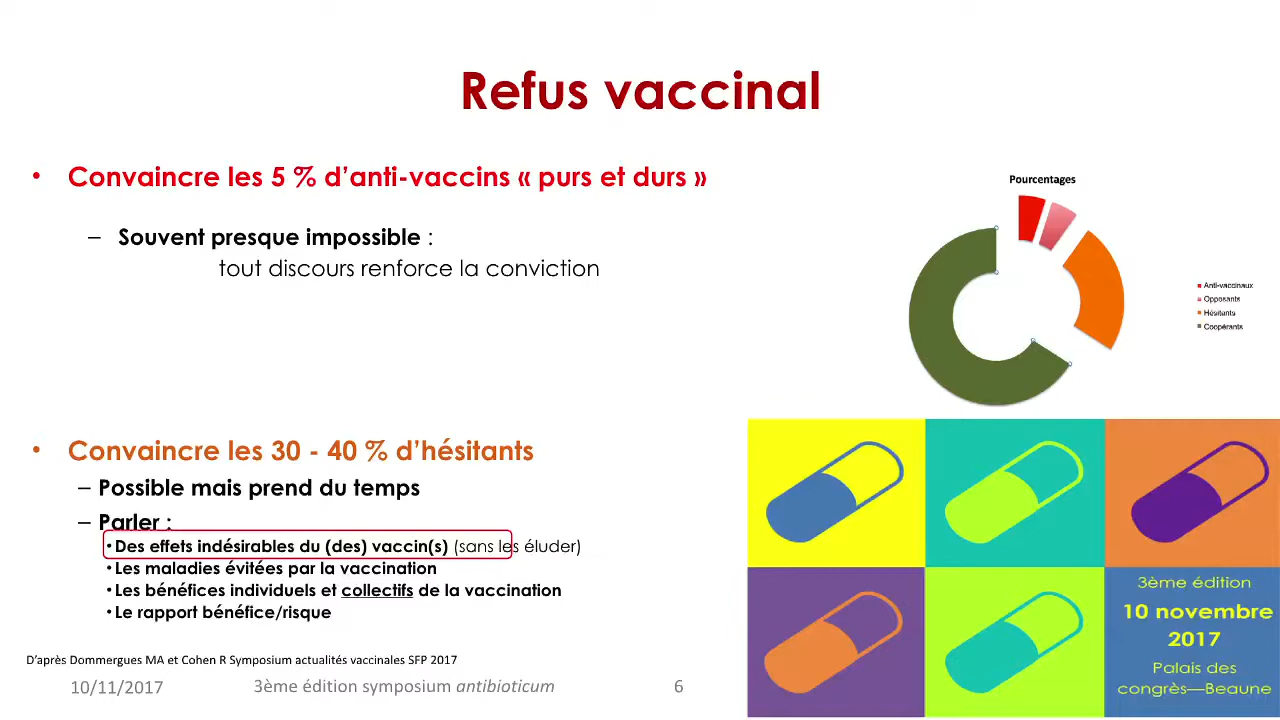 Refus vaccinal
• Convaincre les 5 % d’anti-vaccins « purs et durs »
– Souvent presque impossible :
tout discours renforce la conviction
Pourcentages
Anti-vaccinaux
Opposants
Hésitants
Coopérants
• Convaincre les 30 - 40 % d’hésitants
– Possible mais prend du temps
– Parler :
• Des effets indésirables du (des) vaccin(s) (sans les éluder)
• Les maladies évitées par la vaccination
• Les bénéfices individuels et collectifs de la vaccination
• Le rapport bénéfice/risque
D’après Dommergues MA et Cohen R Symposium actualités vaccinales SFP 2017
10/11/2017 3ème édition symposium antibioticum 6
3ème édition
10 novembre
2017
Palais des
congrès—Beaune